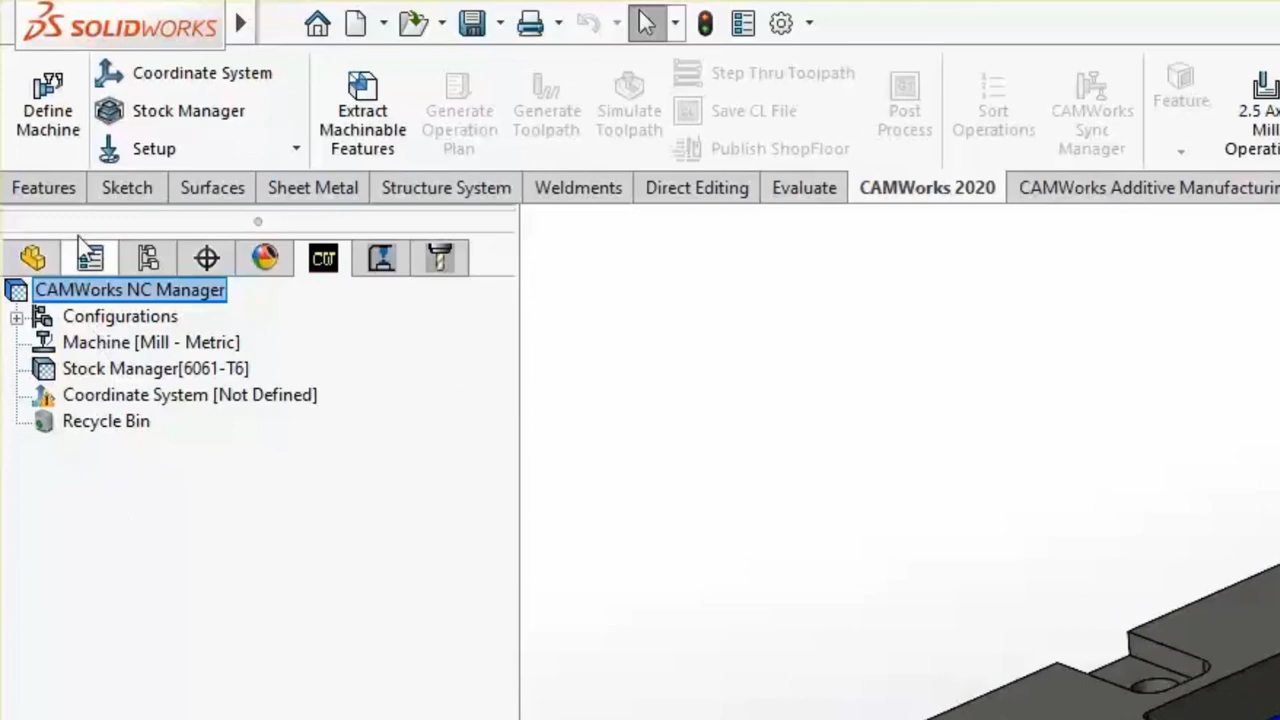 SOLIDWORKS
Define
Machine
Coordinate System
Stock Manager
Setup
Extract
Machinable
Features
Generate
Operation
Plan
Generate
Toolpath
Simulate
Toolpath
Step Thru Toolpath
Save CL File
Publish ShopFloor
Post
Process
Sort
Operations
CAMWorks
Sync
Manager
Feature
2.5 Ax
Mill
Operati
Features Sketch Surfaces Sheet Metal Structure System Weldments Direct Editing Evaluate CAMWorks 2020 CAMWorks Additive Manufacturin
CW
CAMWorks NC Manager
Configurations
Machine [Mill - Metric]
Stock Manager[6061-T6]
Coordinate System [Not Defined]
Recycle Bin